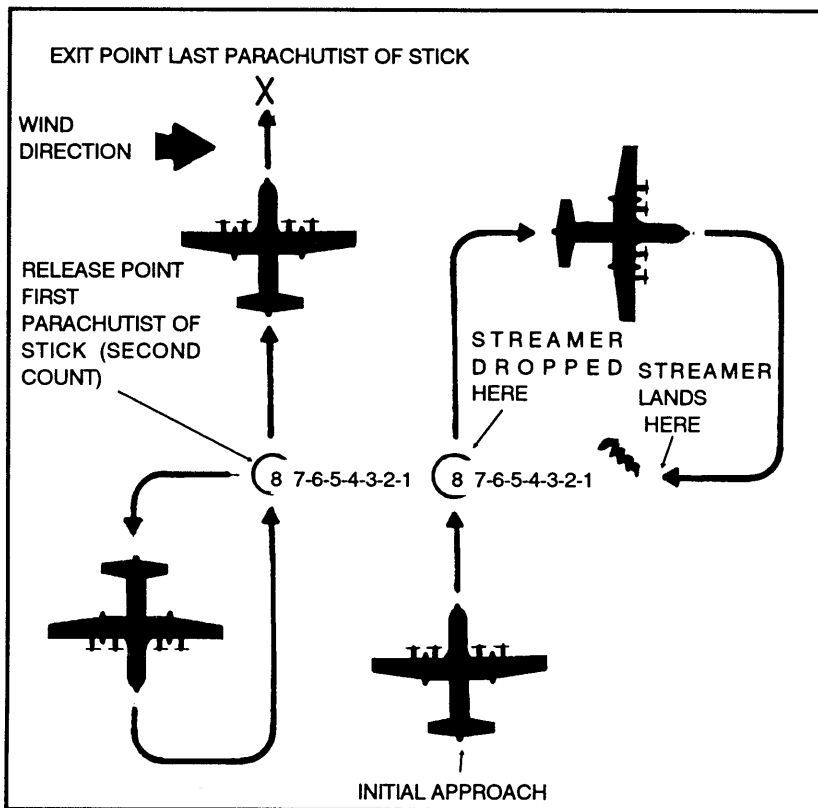 EXIT POINT LAST PARACHUTIST OF STICK
X
WIND
DIRECTION
RELEASE POINT
FIRST
PARACHUTIST OF
STICK (SECOND
COUNT)
STREAMER
DROPPED
HERE
STREAMER
LANDS
HERE
8 7-6-5-4-3-2-1
8 7-6-5-4-3-2-1
INITIAL APPROACH